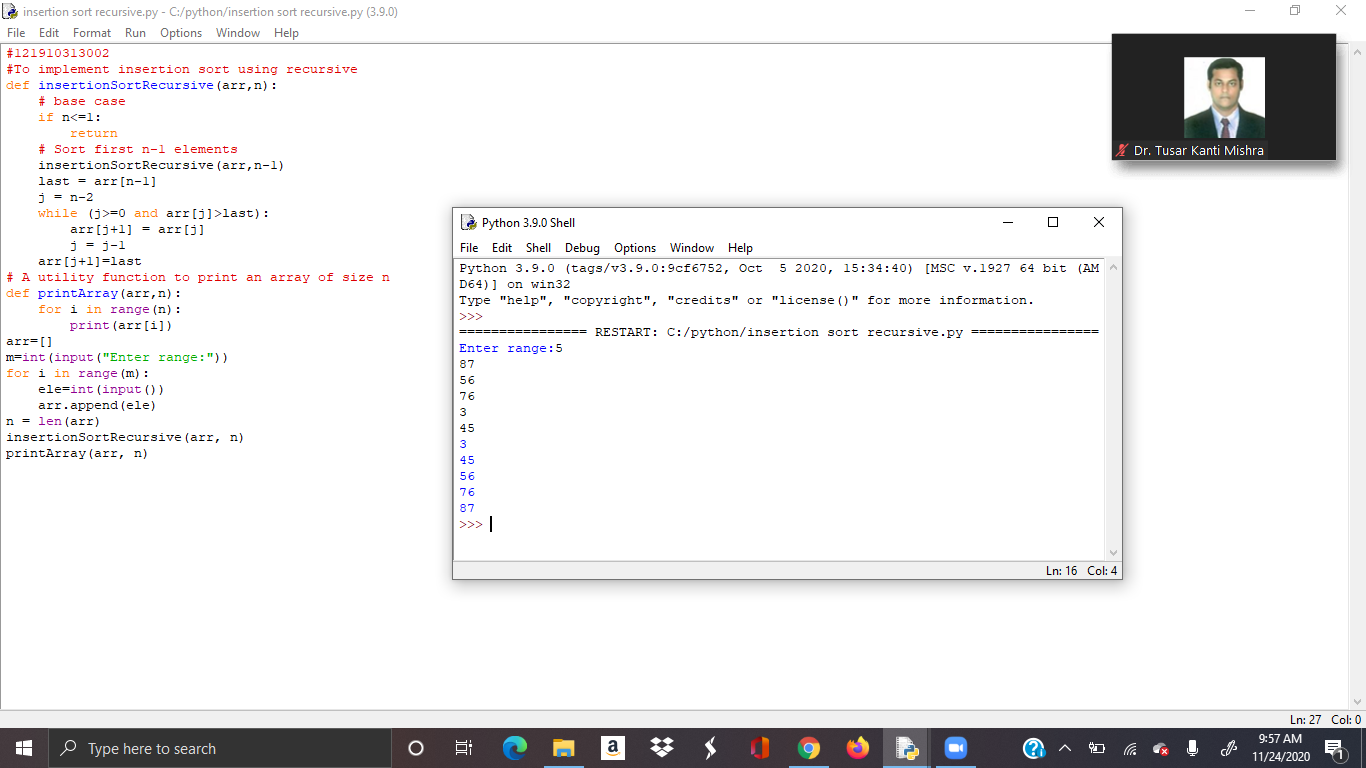 insertion sort recursive.py - C:/python/insertion sort recursive.py (3.9.0)
File Edit Format Run Options Window Help
#121910313002
#To implement insertion sort using recursive
def insertionSortRecursive(arr,n):
    # base case
    if n<=1:
        return
    # Sort first n-1 elements
    insertionSortRecursive(arr,n-1)
    last = arr[n-1]
    j = n-2
    while (j>=0 and arr[j]>last):
        arr[j+1] = arr[j]
        j = j-1
    arr[j+1]=last
# A utility function to print an array of size n
def printArray(arr,n):
    for i in range(n):
        print(arr[i])
arr=[]
m=int(input("Enter range:"))
for i in range(m):
    ele=int(input())
    arr.append(ele)
n = len(arr)
insertionSortRecursive(arr, n)
printArray(arr, n)
Dr. Tusar Kanti Mishra
Python 3.9.0 Shell
File Edit Shell Debug Options Window Help
Python 3.9.0 (tags/v3.9.0:9cf6752, Oct  5 2020, 15:34:40) [MSC v.1927 64 bit (AM
D64)] on win32
Type "help", "copyright", "credits" or "license()" for more information.
>>>
================ RESTART: C:/python/insertion sort recursive.py ================
Enter range:5
87
56
76
3
45
3
45
56
76
87
>>>
Ln: 16 Col: 4
Ln: 27 Col: 0
Type here to search
9:57 AM
11/24/2020
1